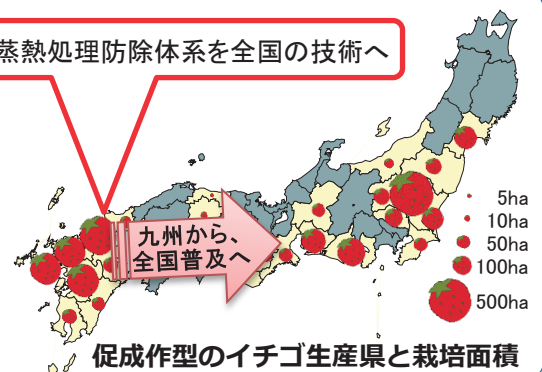 蒸熱処理防除体系を全国の技術へ
九州から、
全国普及へ
5ha
10ha
50ha
100ha
500ha
促成作型のイチゴ生産県と栽培面積